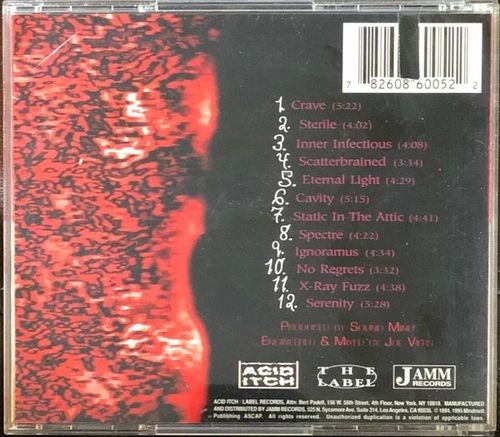 7 82608 60052 2
1. Crave (5:22)
2. Sterile (4:02)
3. Inner Infectious (4:08)
4. Scatterbrained (3:34)
5. Eternal Light (4:29)
6. Cavity (5:15)
7. Static In The Attic (4:41)
8. Spectre (4:22)
9. Ignoramus (4:34)
10. No Regrets (3:32)
11. X-Ray Fuzz (4:38)
12. Serenity (5:28)
Produced by Sound Mind
Engineered & Mixed by Joe Viers
ACID ITCH
THE LABEL
JAMM RECORDS
ACID ITCH / LABEL RECORDS, Attn: Bert Padell, 156 W. 56th Street, 4th Floor, New York, NY 10019. MANUFACTURED
AND DISTRIBUTED BY JAMM RECORDS, 525 N. Sycamore Ave. Suite 314, Los Angeles, CA 90036. © 1994, 1995 Mindrott
Publishing ASCAP. All Rights Reserved. Unauthorized duplication is a violation of applicable laws.